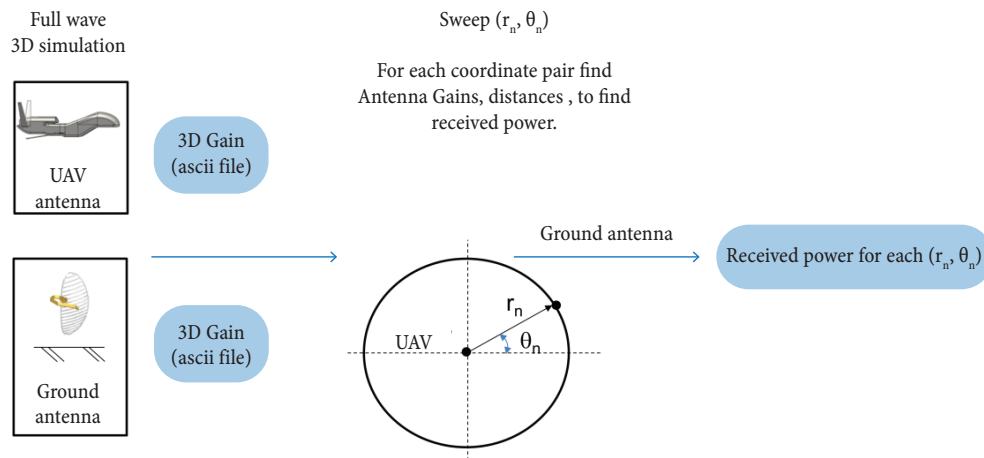 Full wave
3D simulation
UAV
antenna
3D Gain
(ascii file)
Ground
antenna
3D Gain
(ascii file)
Sweep (rₙ, θₙ)
For each coordinate pair find
Antenna Gains, distances , to find
received power.
UAV
rₙ
θₙ
Ground antenna
Received power for each (rₙ, θₙ)